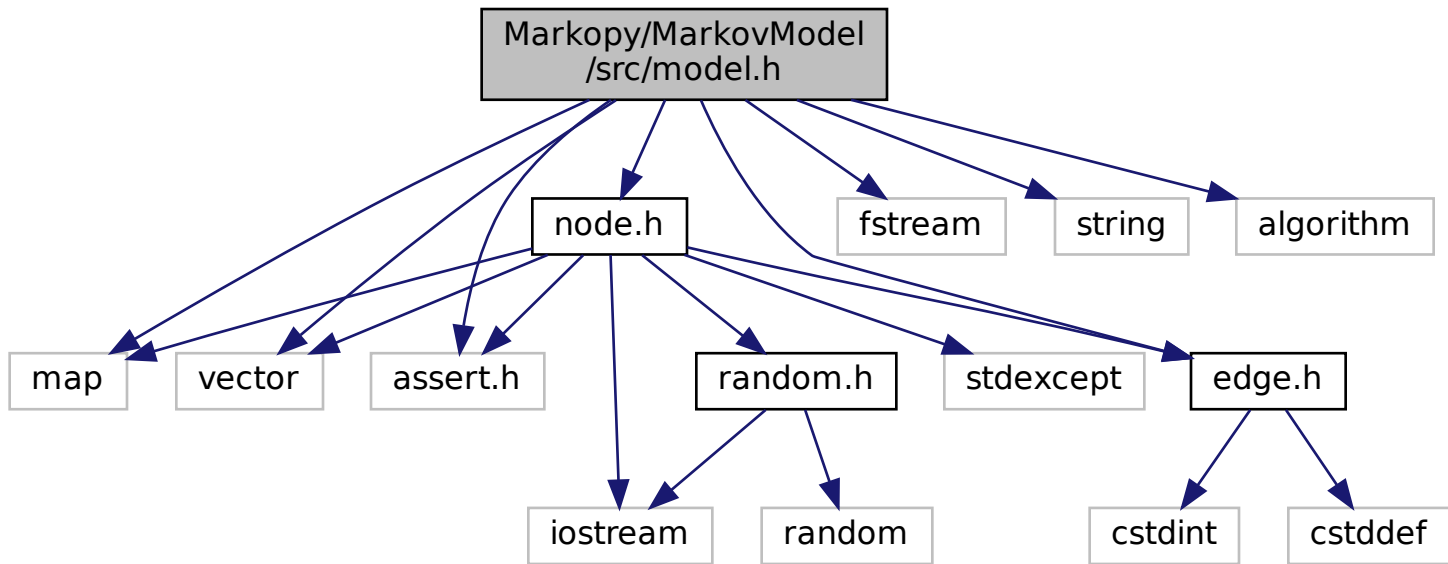 Markopy/MarkovModel
/src/model.h
node.h
fstream
string
algorithm
map
vector
assert.h
random.h
stdexcept
edge.h
iostream
random
cstdint
cstddef